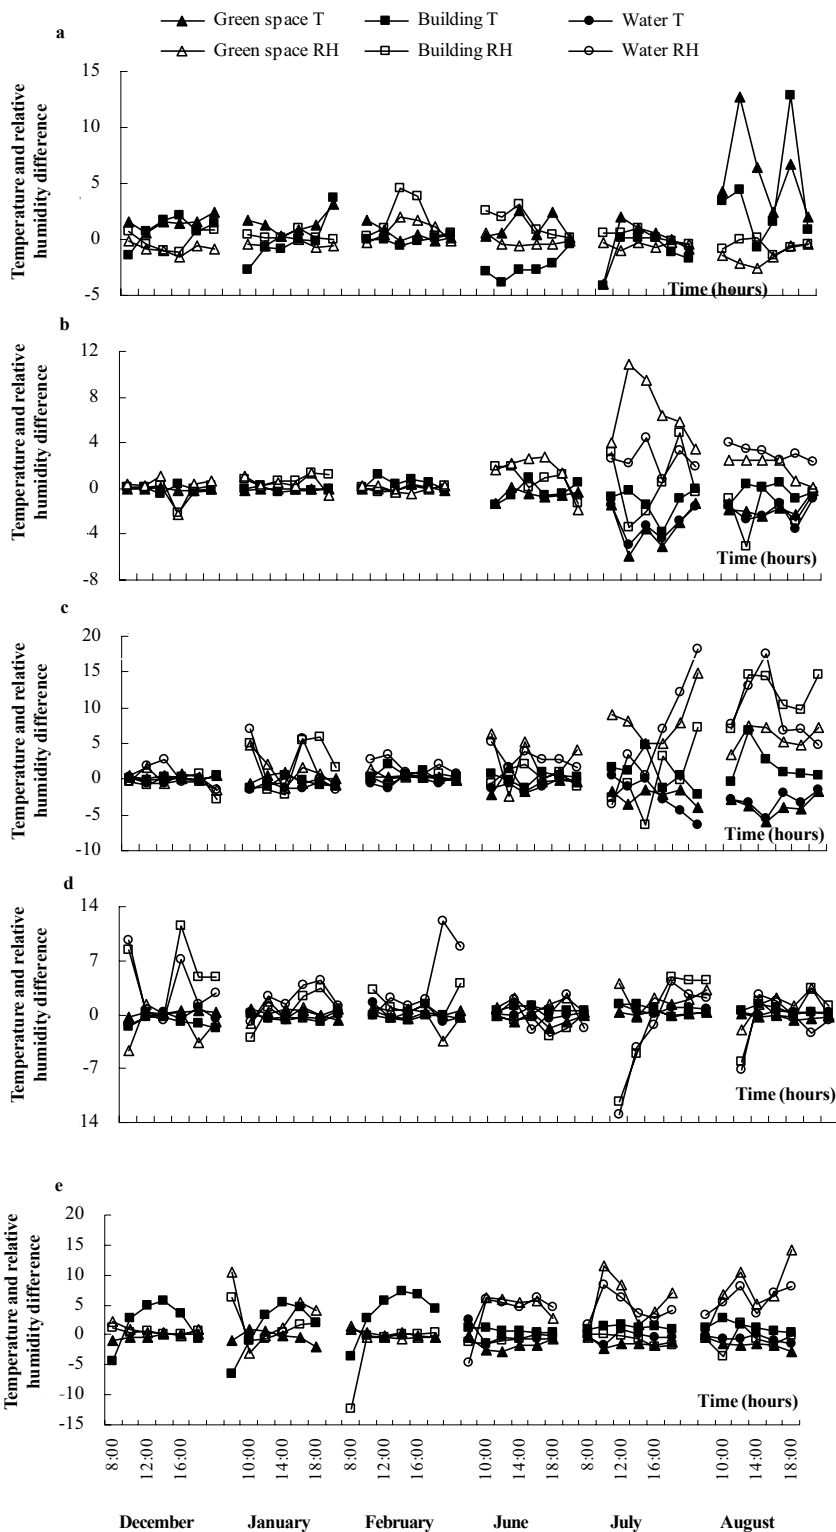 Green space T Building T Water T
Green space RH Building RH Water RH
a
Temperature and relative
humidity difference
15
10
5
0
-5
Time (hours)
b
Temperature and relative
humidity difference
12
8
4
0
-4
-8
Time (hours)
c
Temperature and relative
humidity difference
20
15
10
5
0
-5
-10
Time (hours)
d
Temperature and relative
humidity difference
14
7
0
-7
14
Time (hours)
e
Temperature and relative
humidity difference
20
15
10
5
0
-5
-10
-15
Time (hours)
8:00 12:00 16:00 10:00 14:00 18:00 8:00 12:00 16:00 10:00 14:00 18:00 8:00 12:00 16:00 10:00 14:00 18:00
December January February June July August